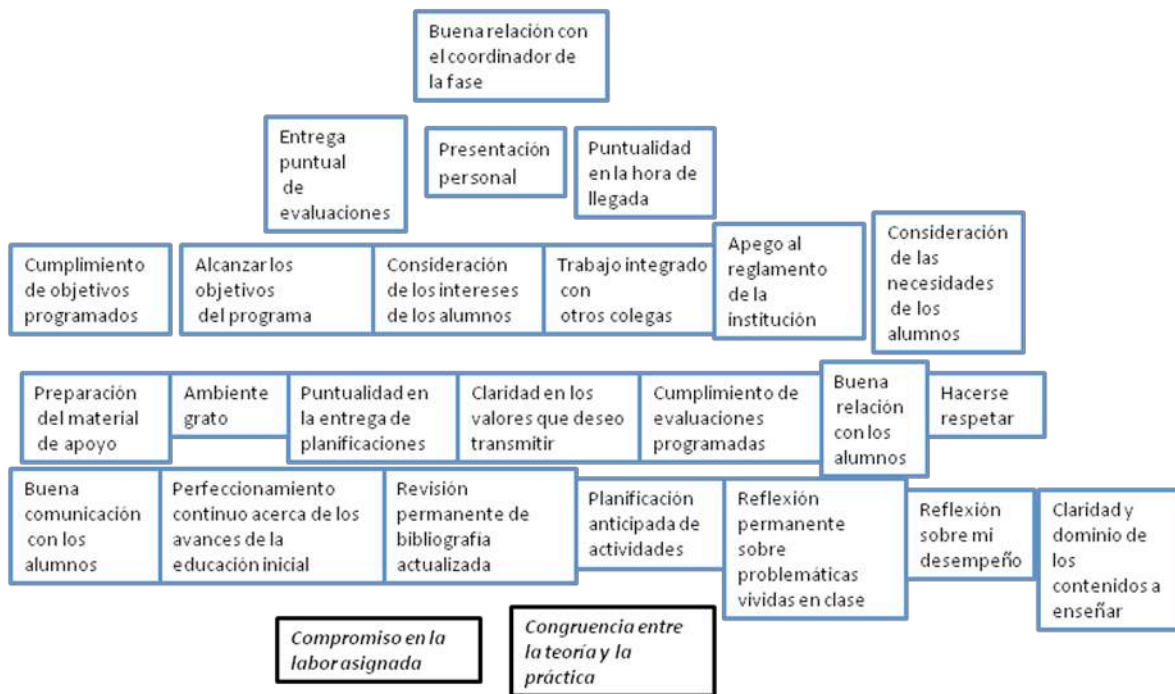 Buena relación con
el coordinador de
la fase
Entrega
puntual
de
evaluaciones
Presentación
personal
Puntualidad
en la hora de
llegada
Cumplimiento
de objetivos
programados
Alcanzar los
objetivos
del programa
Consideración
de los intereses
de los alumnos
Trabajo integrado
con
otros colegas
Apego al
reglamento
de la
institución
Consideración
de las
necesidades
de los
alumnos
Preparación
del material
de apoyo
Ambiente
grato
Puntualidad en
la entrega de
planificaciones
Claridad en los
valores que deseo
transmitir
Cumplimiento de
evaluaciones
programadas
Buena
relación
con los
alumnos
Hacerse
respetar
Buena
comunicación
con los
alumnos
Perfeccionamiento
continuo acerca de los
avances de la
educación inicial
Revisión
permanente de
bibliografía
actualizada
Planificación
anticipada de
actividades
Reflexión
permanente
sobre
problemáticas
vividas en clase
Reflexión
sobre mi
desempeño
Claridad y
dominio de
los
contenidos a
enseñar
Compromiso en la
labor asignada
Congruencia entre
la teoría y la
práctica